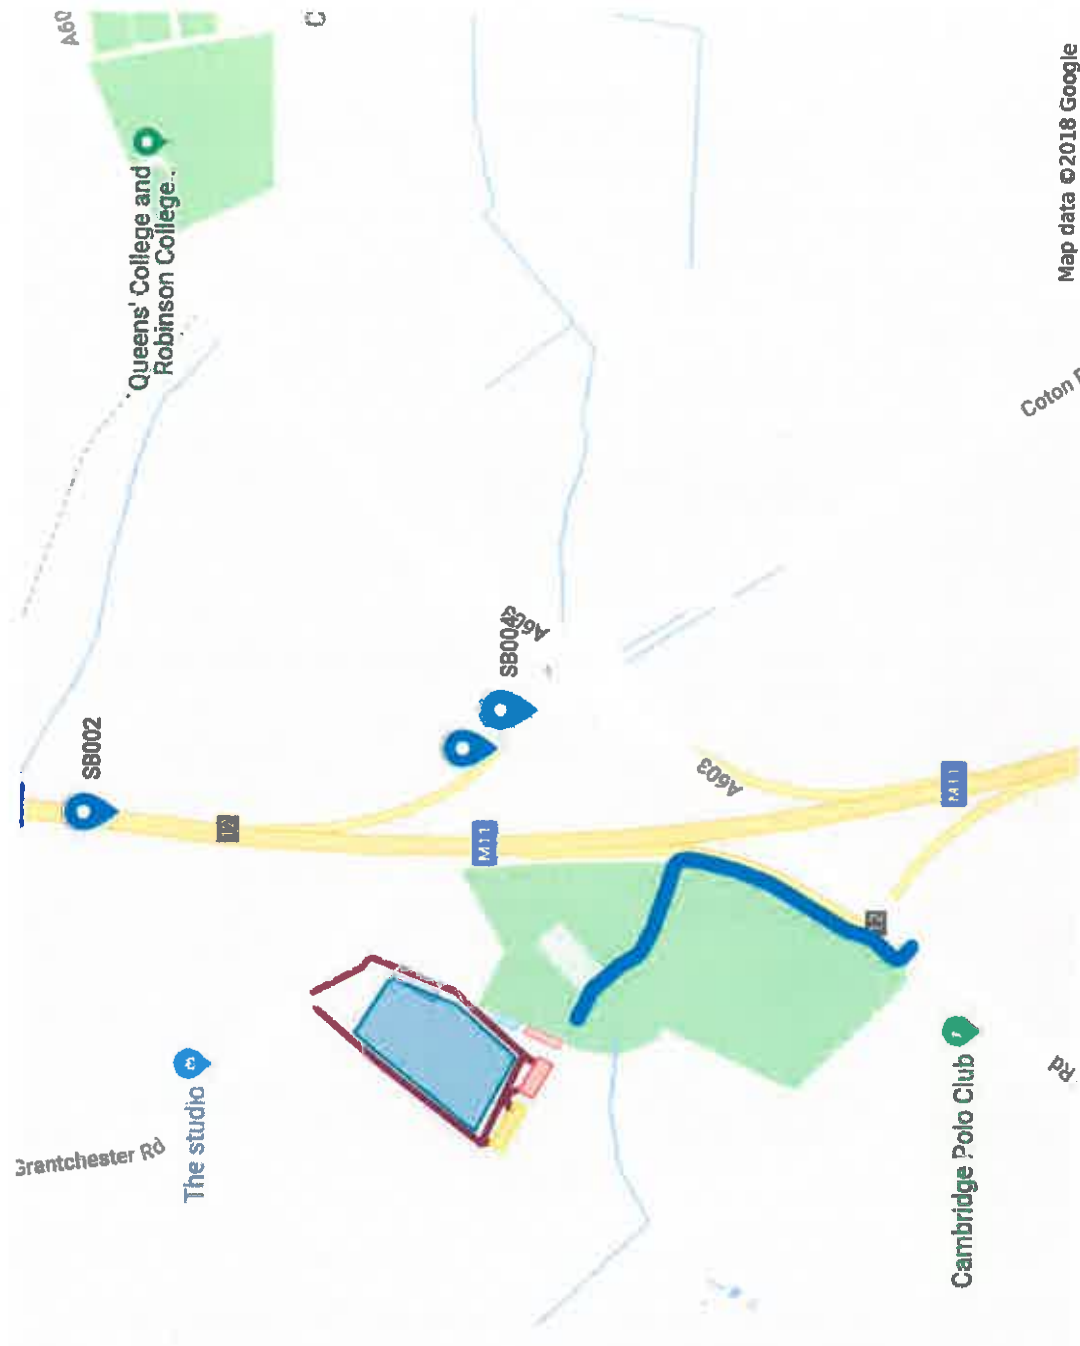 A60
C
Queens' College and
Robinson College
Map data ©2018 Google
Coton
SB004
A603
SB002
12
M11
A603
M11
12
The studio
Grantchester Rd
Cambridge Polo Club
Rd